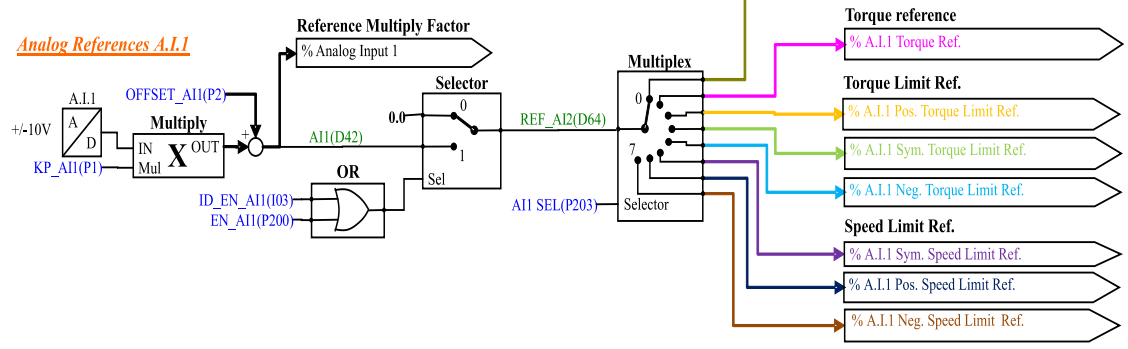 Analog References A.I.1
Reference Multiply Factor
% Analog Input 1
A.I.1
A
D
+/-10V
OFFSET_AI1(P2)
+
Multiply
IN
OUT
X
Mul
KP_AI1(P1)
AI1(D42)
OR
ID_EN_AI1(I03)
EN_AI1(P200)
Selector
0.0
0
1
Sel
REF_AI2(D64)
AI1 SEL(P203)
Multiplex
0
7
Selector
Torque reference
% A.I.1 Torque Ref.
Torque Limit Ref.
% A.I.1 Pos. Torque Limit Ref.
% A.I.1 Sym. Torque Limit Ref.
% A.I.1 Neg. Torque Limit Ref.
Speed Limit Ref.
% A.I.1 Sym. Speed Limit Ref.
% A.I.1 Pos. Speed Limit Ref.
% A.I.1 Neg. Speed Limit Ref.